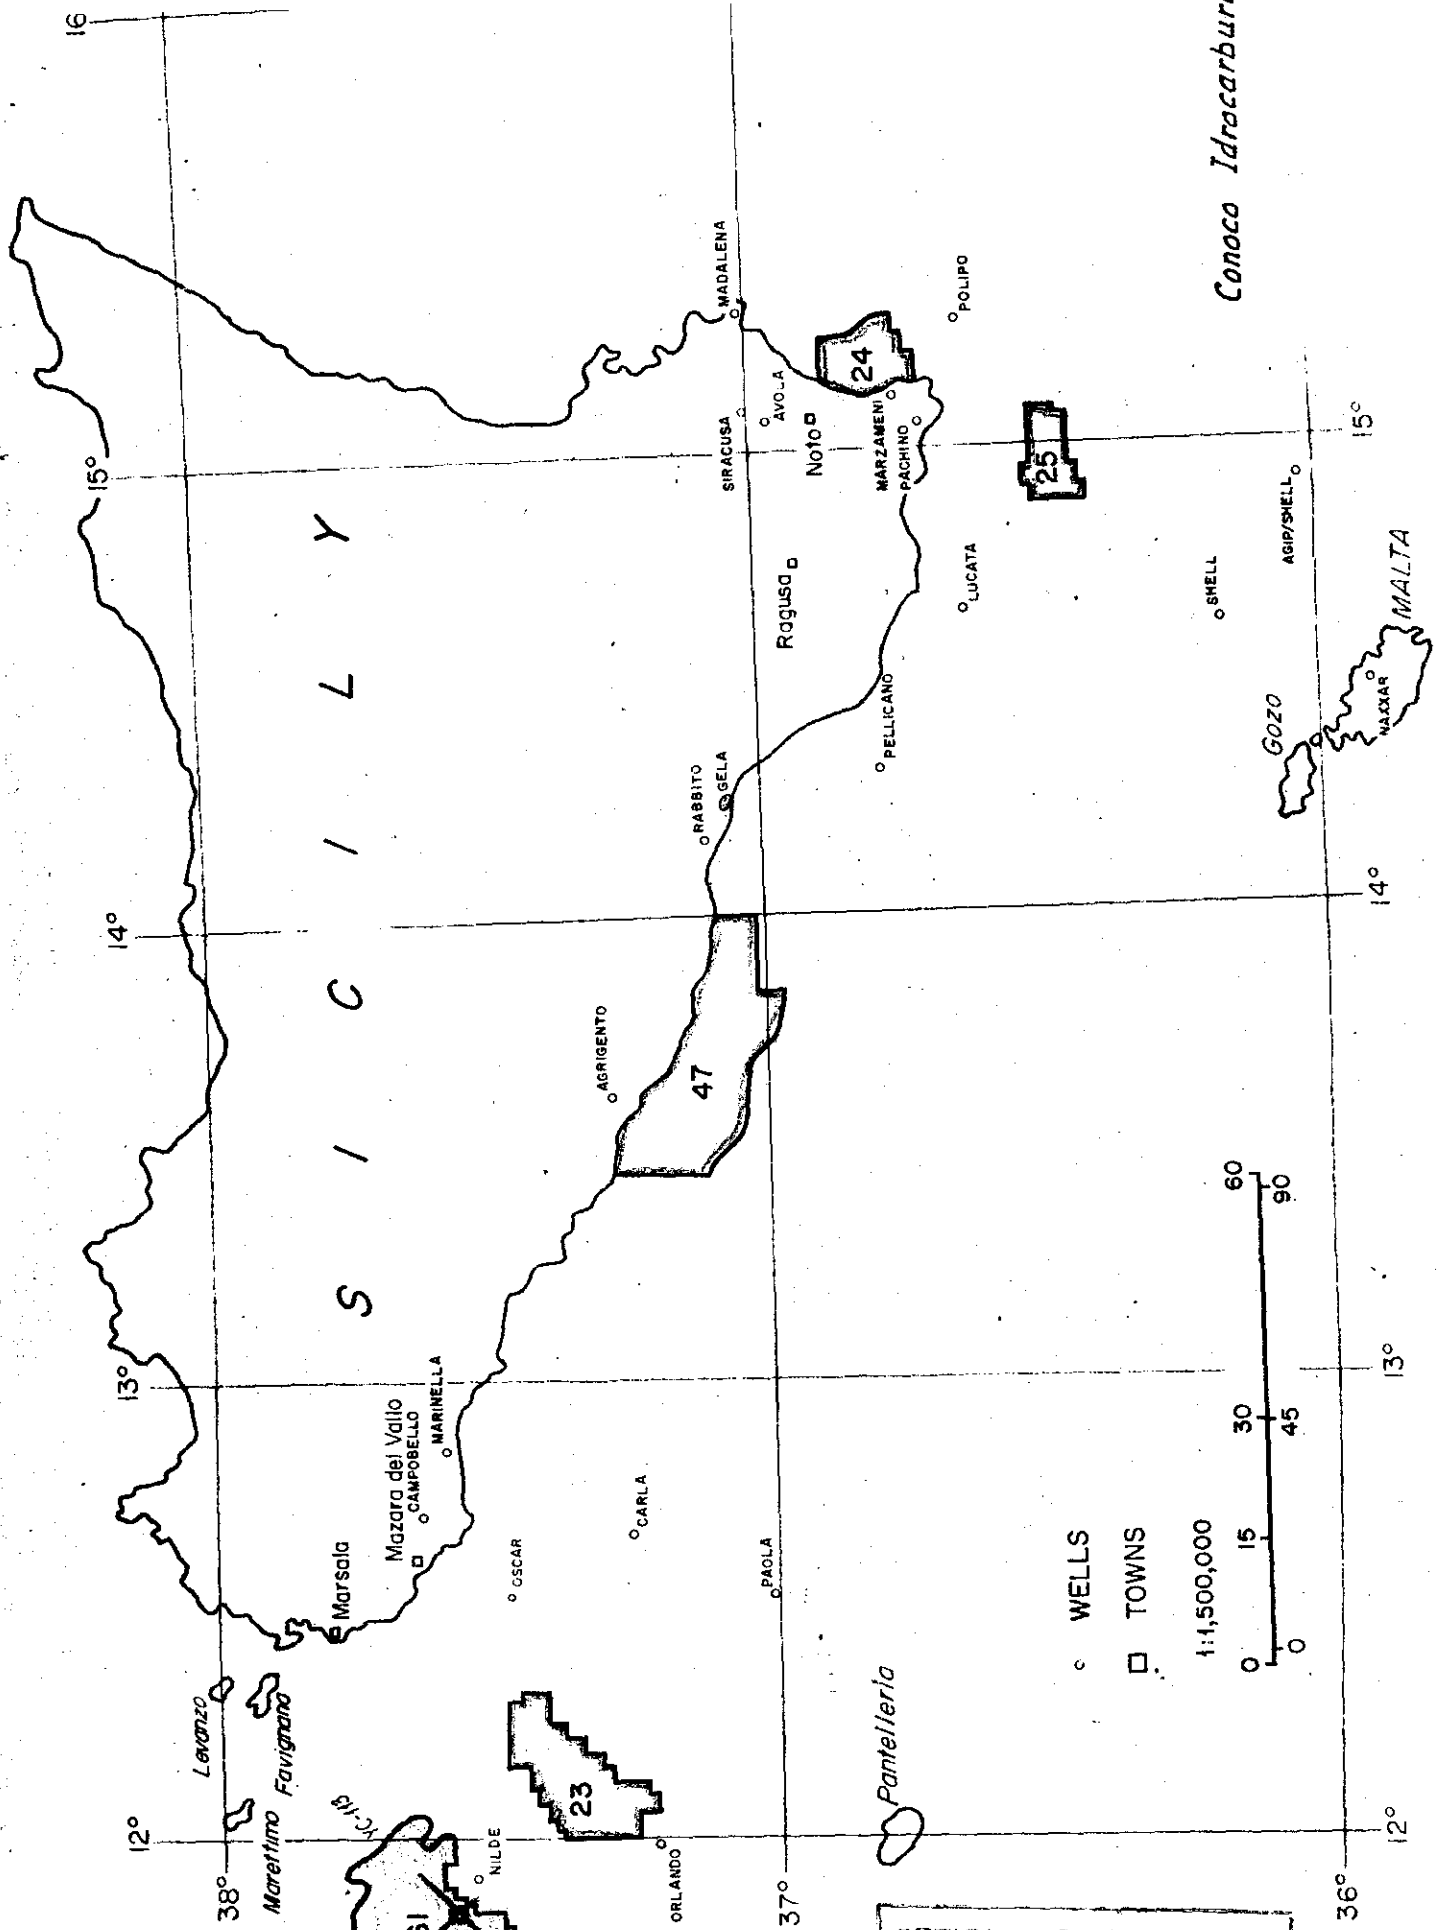 12°
13°
14°
15°
16
38°
Levanzo
Marettimo
Favignana
Marsala
Mazara del Vallo
CAMPOBELLO
MARINELLA
S I C I L Y
61
YC-1B
NILDE
23
OSCAR
CARLA
ORLANDO
PAOLA
AGRIGENTO
47
RABBITO
GELA
Ragusa
PELLICANO
LUCATA
SIRACUSA
MADALENA
AVOLA
Noto
MARZAMENI
PACHINO
24
POLIPO
25
37°
Pantelleria
WELLS
TOWNS
1:1,500,000
0 15 30 60
0 45 90
SHELL
AGIP/SHELL
GOZO
NAXXAR
MALTA
36°
12°
13°
14°
15°
Conoco